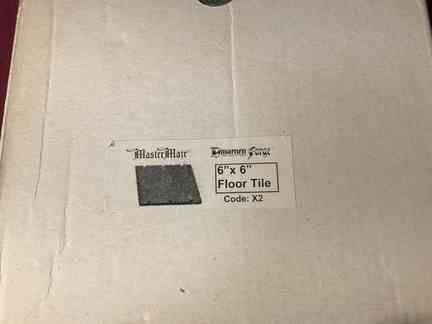 MasterMaze Dwarven Forge
6" x 6"
Floor Tile
Code: X2